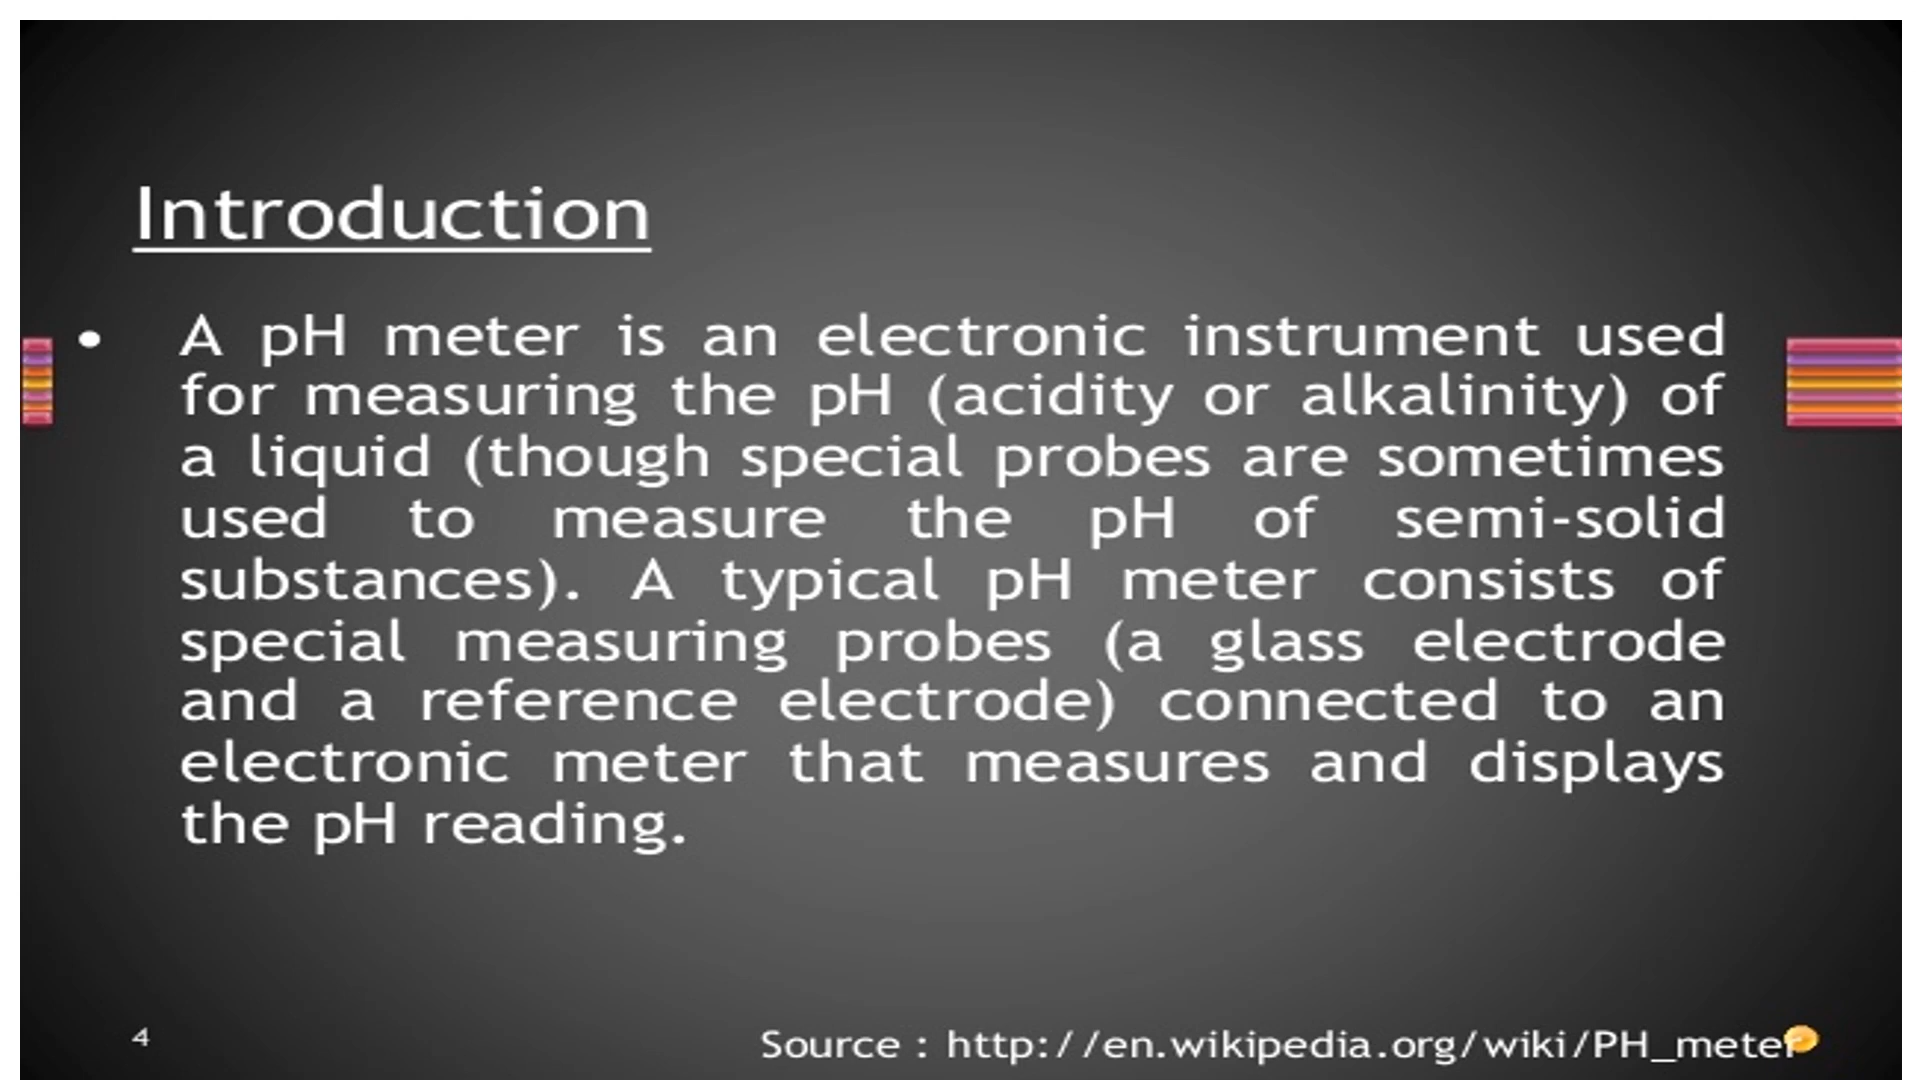 Introduction
• A pH meter is an electronic instrument used
for measuring the pH (acidity or alkalinity) of
a liquid (though special probes are sometimes
used to measure the pH of semi-solid
substances). A typical pH meter consists of
special measuring probes (a glass electrode
and a reference electrode) connected to an
electronic meter that measures and displays
the pH reading.
4
Source : http://en.wikipedia.org/wiki/PH_meter